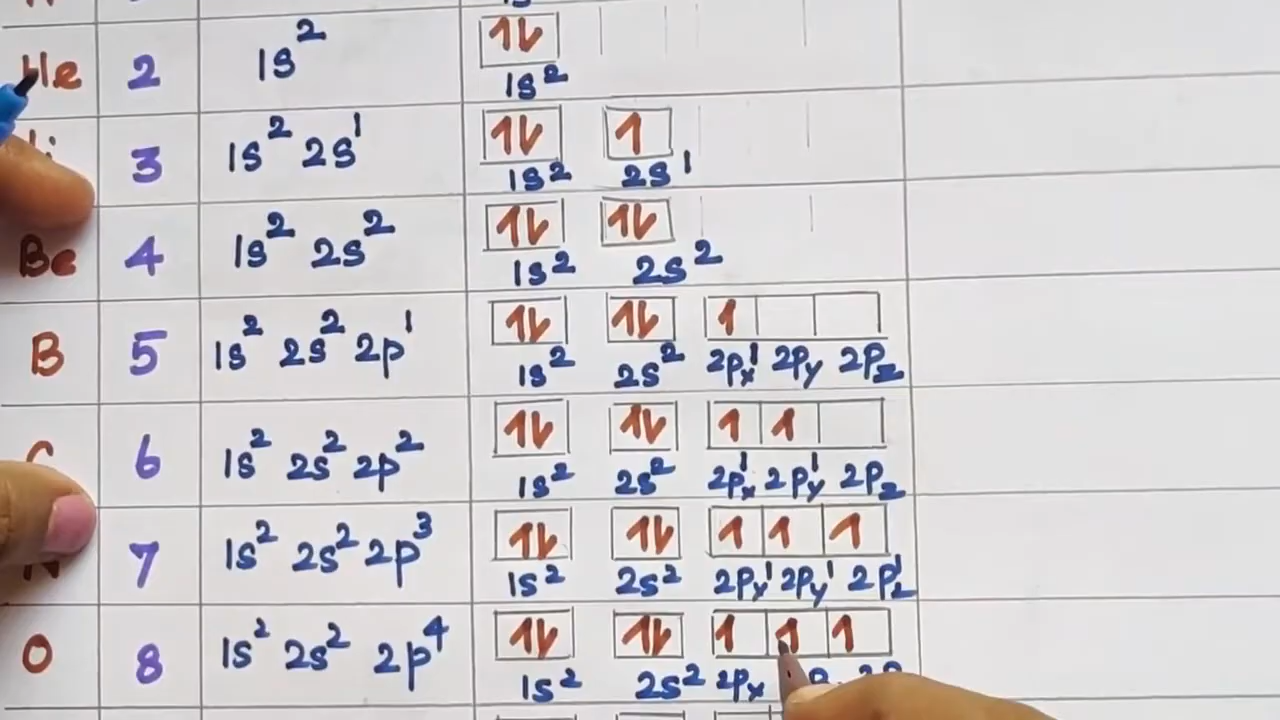 He 2 1s² 1s²
3 1s² 2s¹ 1s² 2s¹
Be 4 1s² 2s² 1s² 2s²
B 5 1s² 2s² 2p¹ 1s² 2s² 2px¹ 2py 2pz
6 1s² 2s² 2p² 1s² 2s² 2px¹ 2py¹ 2pz
7 1s² 2s² 2p³ 1s² 2s² 2px¹ 2py¹ 2pz¹
O 8 1s² 2s² 2p⁴ 1s² 2s² 2px